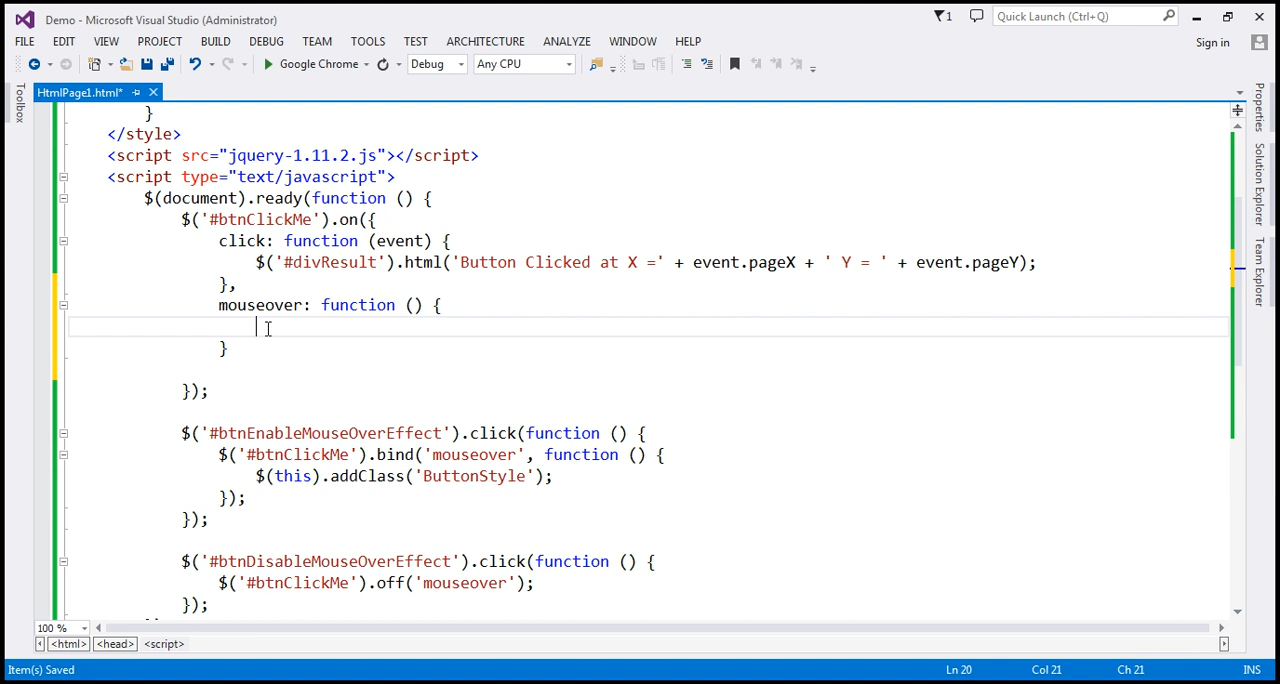 Demo - Microsoft Visual Studio (Administrator)
1
Quick Launch (Ctrl+Q)
FILE EDIT VIEW PROJECT BUILD DEBUG TEAM TOOLS TEST ARCHITECTURE ANALYZE WINDOW HELP
Sign in
Google Chrome Debug Any CPU
Toolbox
HtmlPage1.html*
Properties
Solution Explorer
Team Explorer
}
</style>
<script src="jquery-1.11.2.js"></script>
<script type="text/javascript">
$(document).ready(function () {
$('#btnClickMe').on({
click: function (event) {
$('#divResult').html('Button Clicked at X =' + event.pageX + ' Y = ' + event.pageY);
},
mouseover: function () {
}
});
$('#btnEnableMouseOverEffect').click(function () {
$('#btnClickMe').bind('mouseover', function () {
$(this).addClass('ButtonStyle');
});
});
$('#btnDisableMouseOverEffect').click(function () {
$('#btnClickMe').off('mouseover');
});
100 %
<html> <head> <script>
Item(s) Saved
Ln 20 Col 21 Ch 21 INS